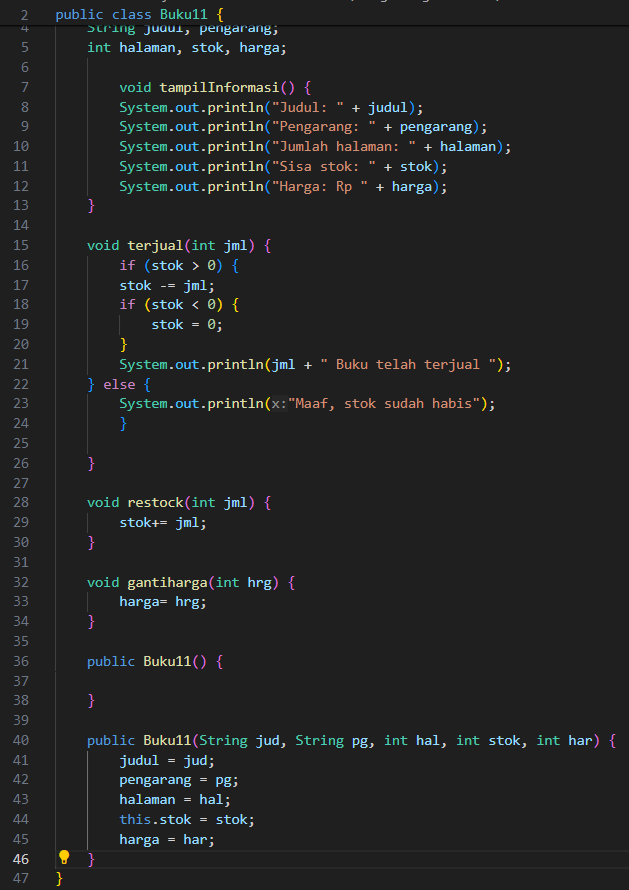 2 public class Buku11 {
4 String judul, pengarang;
5 int halaman, stok, harga;
6
7 void tampilInformasi() {
8 System.out.println("Judul: " + judul);
9 System.out.println("Pengarang: " + pengarang);
10 System.out.println("Jumlah halaman: " + halaman);
11 System.out.println("Sisa stok: " + stok);
12 System.out.println("Harga: Rp " + harga);
13 }
14
15 void terjual(int jml) {
16 if (stok > 0) {
17 stok -= jml;
18 if (stok < 0) {
19 stok = 0;
20 }
21 System.out.println(jml + " Buku telah terjual ");
22 } else {
23 System.out.println(x:"Maaf, stok sudah habis");
24 }
25
26 }
27
28 void restock(int jml) {
29 stok+= jml;
30 }
31
32 void gantiharga(int hrg) {
33 harga= hrg;
34 }
35
36 public Buku11() {
37
38 }
39
40 public Buku11(String jud, String pg, int hal, int stok, int har) {
41 judul = jud;
42 pengarang = pg;
43 halaman = hal;
44 this.stok = stok;
45 harga = har;
46 }
47 }